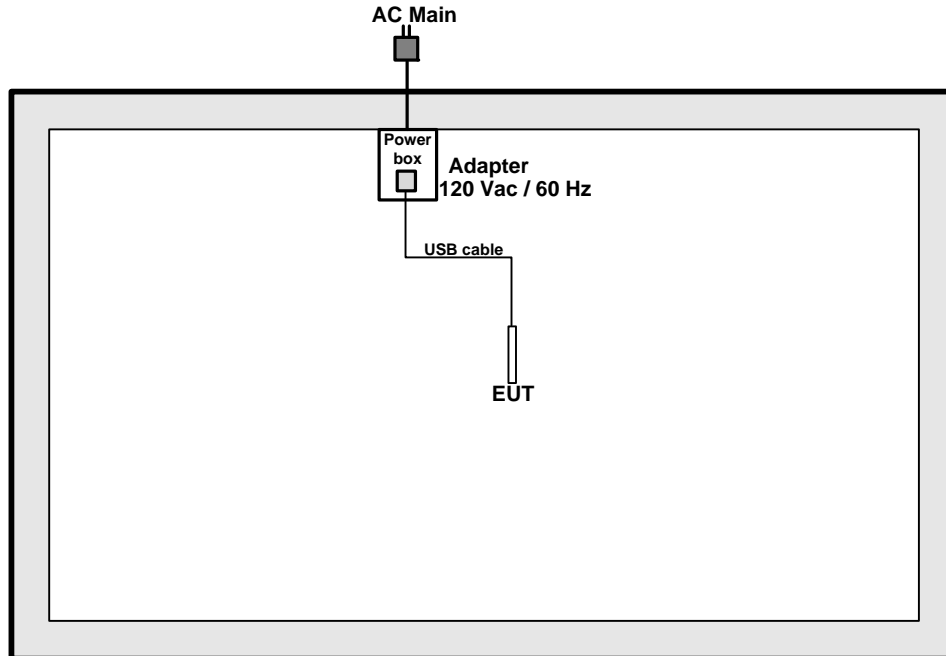 AC Main
Power
box
Adapter
120 Vac / 60 Hz
USB cable
EUT